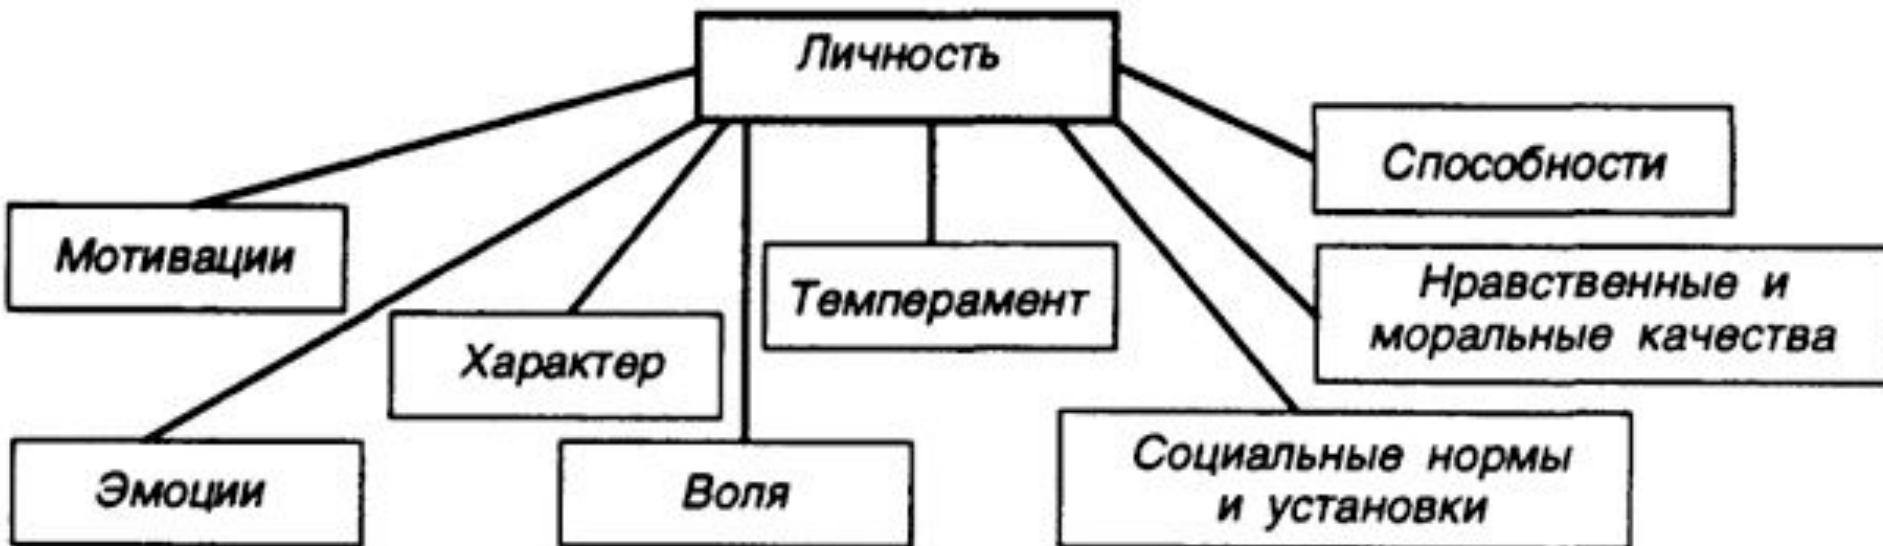 Личность
Способности
Мотивации
Темперамент
Нравственные и
моральные качества
Характер
Эмоции
Воля
Социальные нормы
и установки